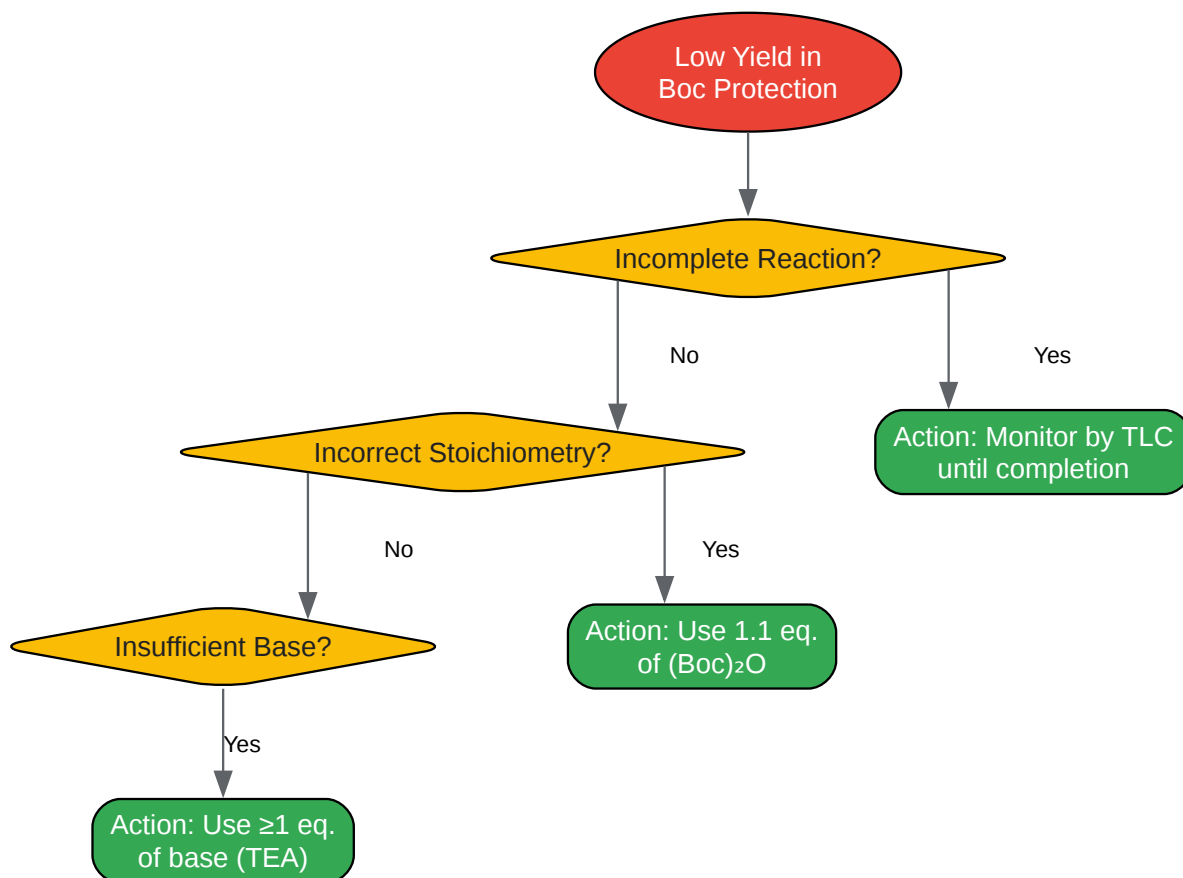 Low Yield in
Boc Protection
Incomplete Reaction?
No
Yes
Action: Monitor by TLC
until completion
Incorrect Stoichiometry?
No
Yes
Action: Use 1.1 eq.
of (Boc)₂O
Insufficient Base?
Yes
Action: Use ≥1 eq.
of base (TEA)